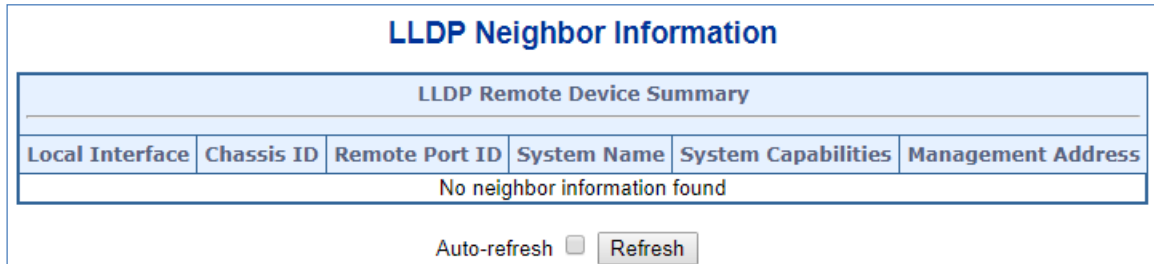 LLDP Neighbor Information
LLDP Remote Device Summary
Local Interface Chassis ID Remote Port ID System Name System Capabilities Management Address
No neighbor information found
Auto-refresh Refresh